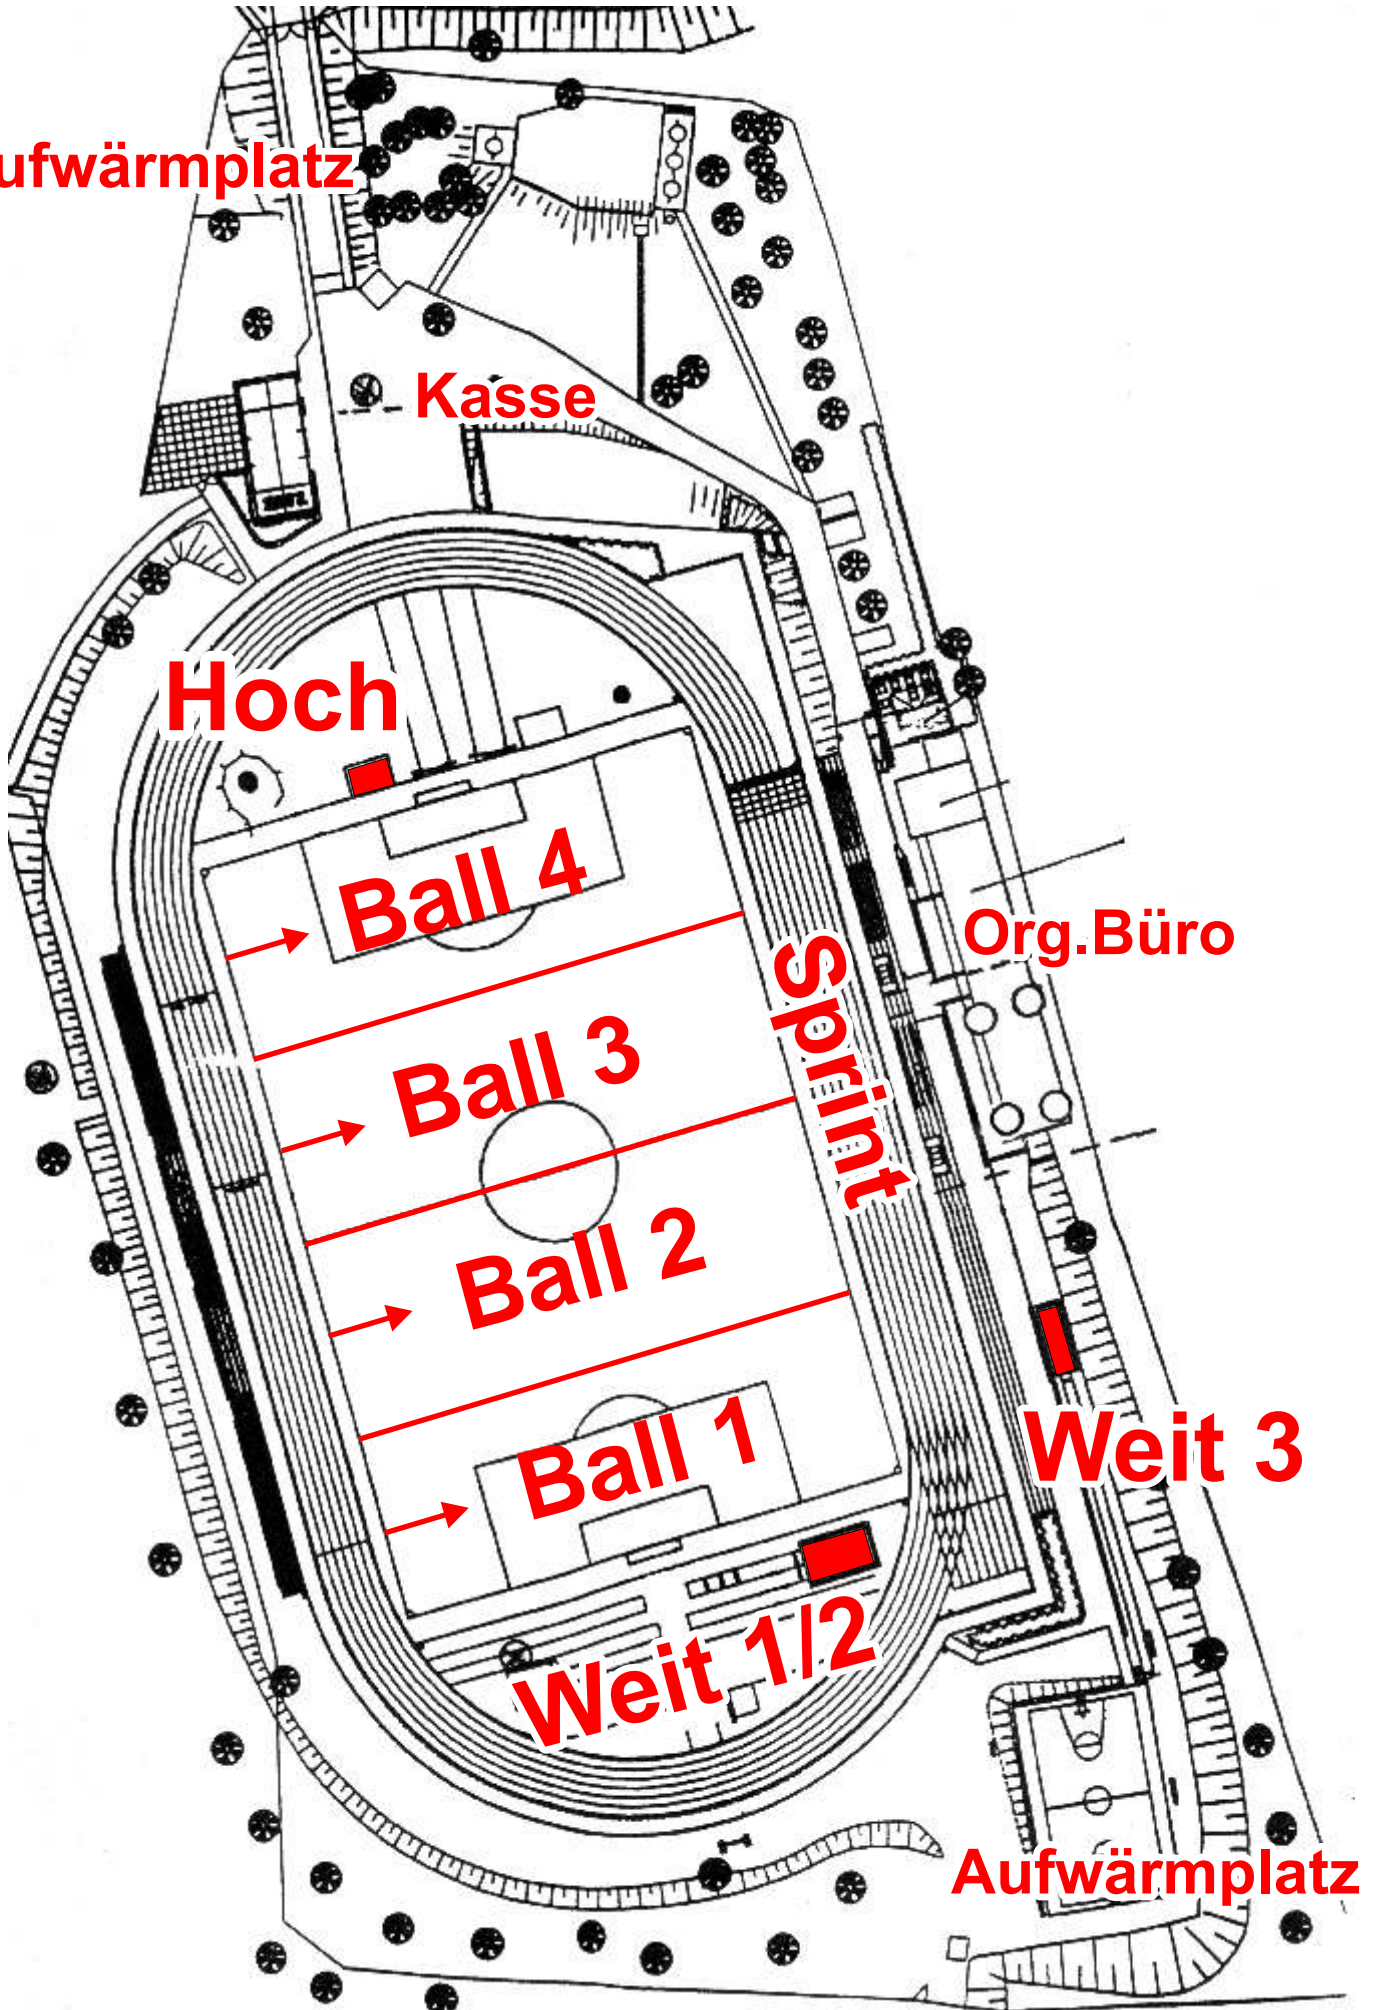 ufwärmplatz
Kasse
Hoch
Ball 4
Org.Büro
Sprint
Ball 3
Ball 2
Ball 1
Weit 3
Weit 1/2
Aufwärmplatz